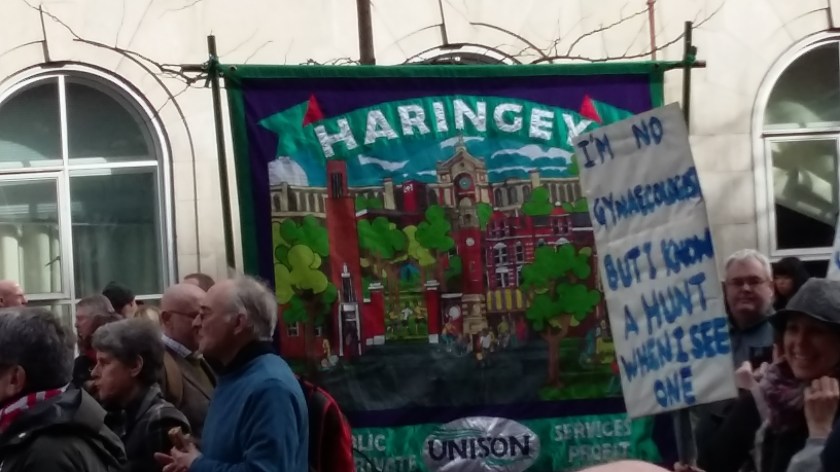 HARINGEY
I'M NO
GYNAECOLOGIST
BUT I KNOW
A HUNT
WHEN I SEE
ONE
UNISON
SERVICES